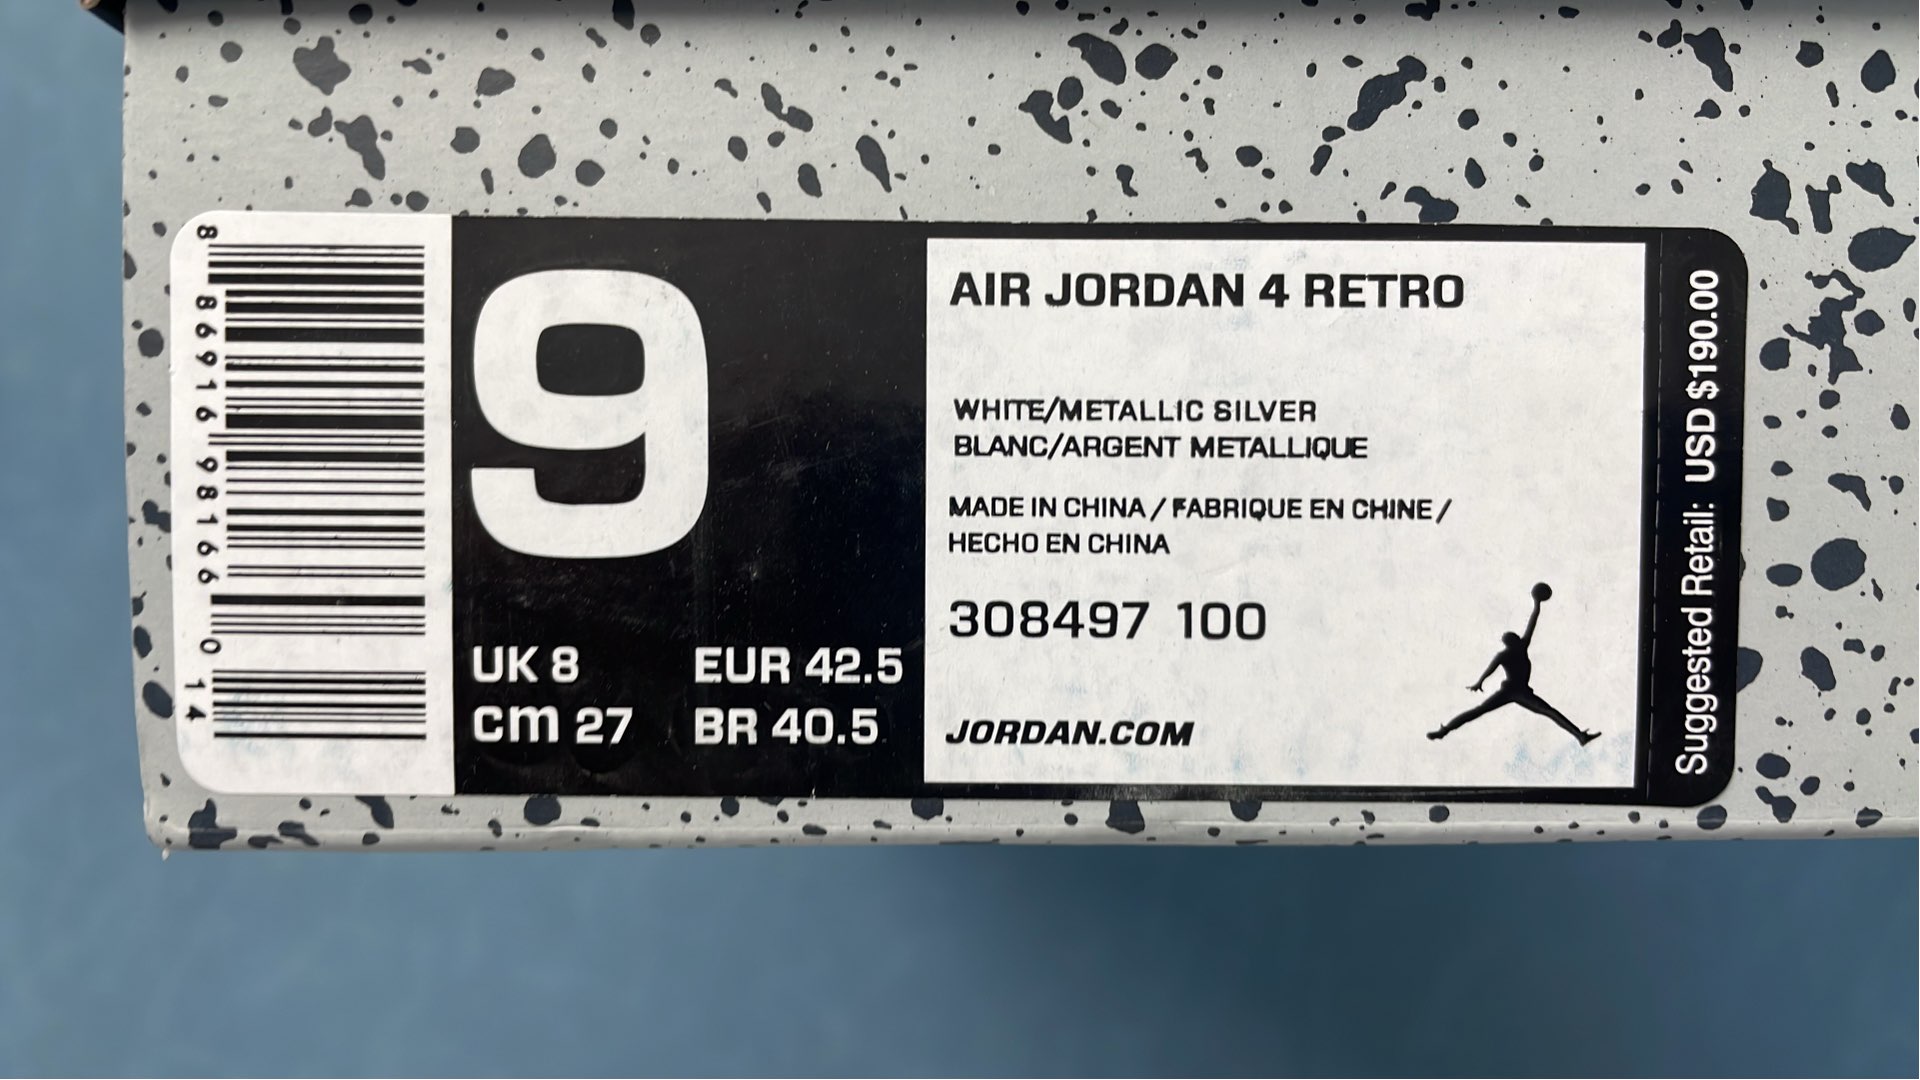 8 86916 98166 0 14
9
UK 8 EUR 42.5
cm 27 BR 40.5
AIR JORDAN 4 RETRO
WHITE/METALLIC SILVER
BLANC/ARGENT METALLIQUE
MADE IN CHINA / FABRIQUE EN CHINE /
HECHO EN CHINA
308497 100
JORDAN.COM
Suggested Retail: USD $190.00